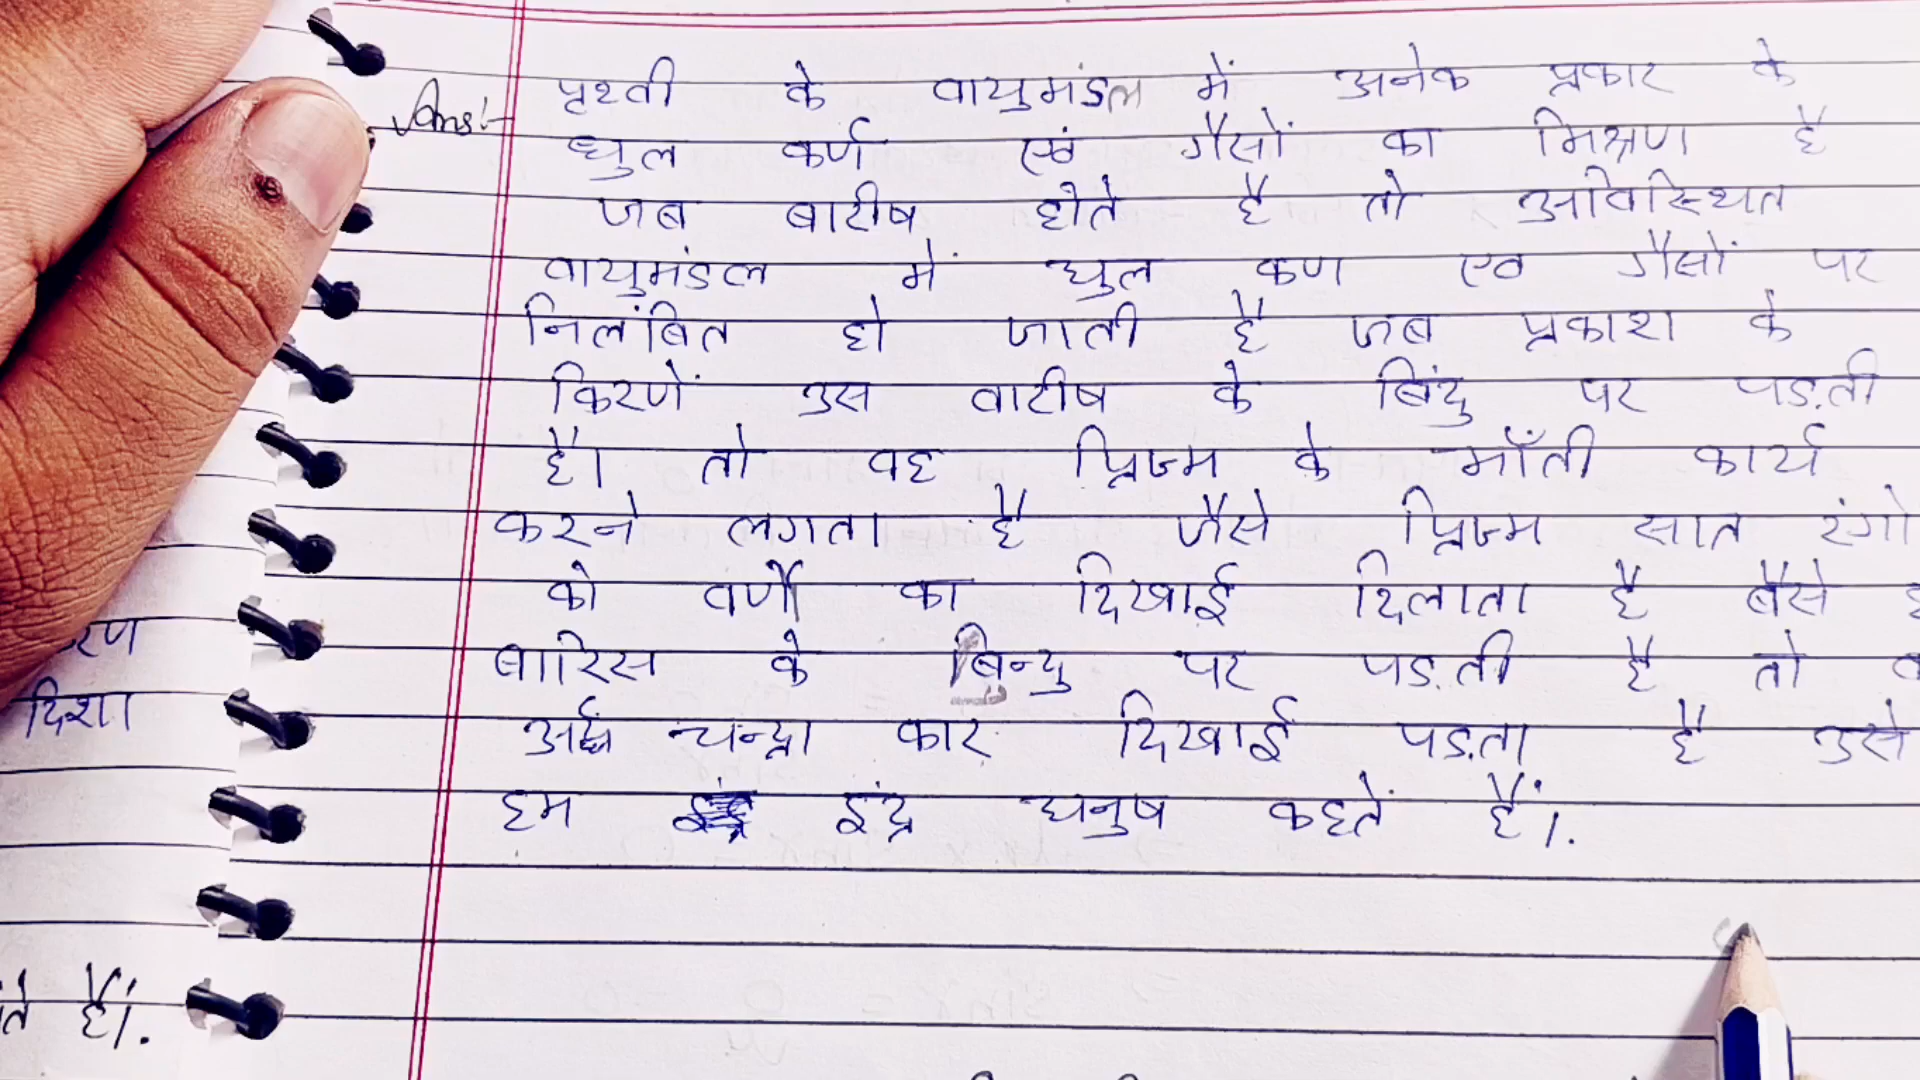 Ans:- पृथ्वी के वायुमंडल में अनेक प्रकार के
धुल कर्ण एवं गैसों का मिश्रण है
जब बारीष होते है तो अवस्थित
वायुमंडल में धुल कण एव गैसों पर
निलंबित हो जाती है जब प्रकाश के
किरणें उस वारीष के बिंदु पर पड़ती
है। तो वह प्रिज्म के भाँती कार्य
करने लगता है जैसे प्रिज्म सात रंगो
को वर्णो का दिखाई दिलाता है बैसे
बारिस के बिन्दु पर पड़ती है तो
अर्द्ध चन्द्रा कार दिखाई पड़ता है उसे
हम इंद्र धनुष कहतें हैं।.
रण
दिशा
ते हैं।.